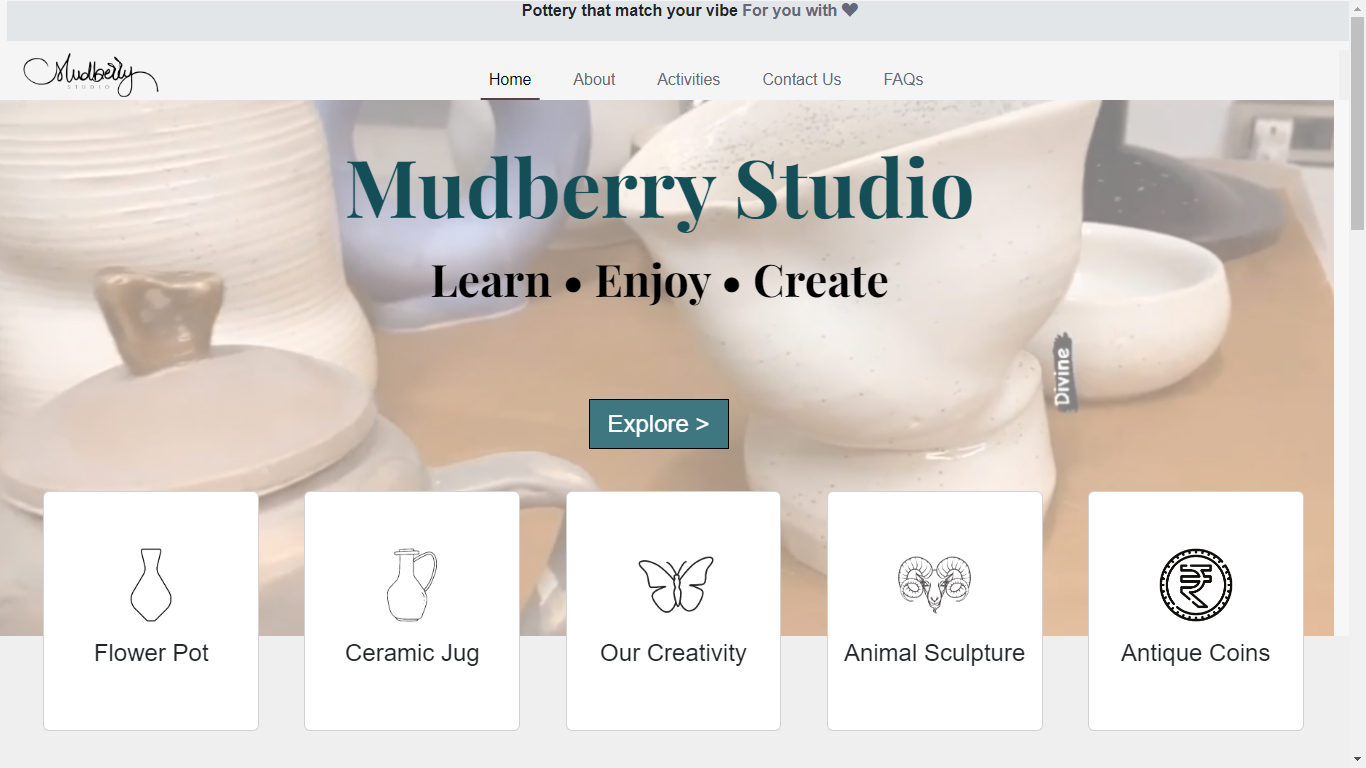 Pottery that match your vibe For you with
Mudberry
STUDIO
Home About Activities Contact Us FAQs
Mudberry Studio
Learn • Enjoy • Create
Divine
Explore >
Flower Pot Ceramic Jug Our Creativity Animal Sculpture Antique Coins